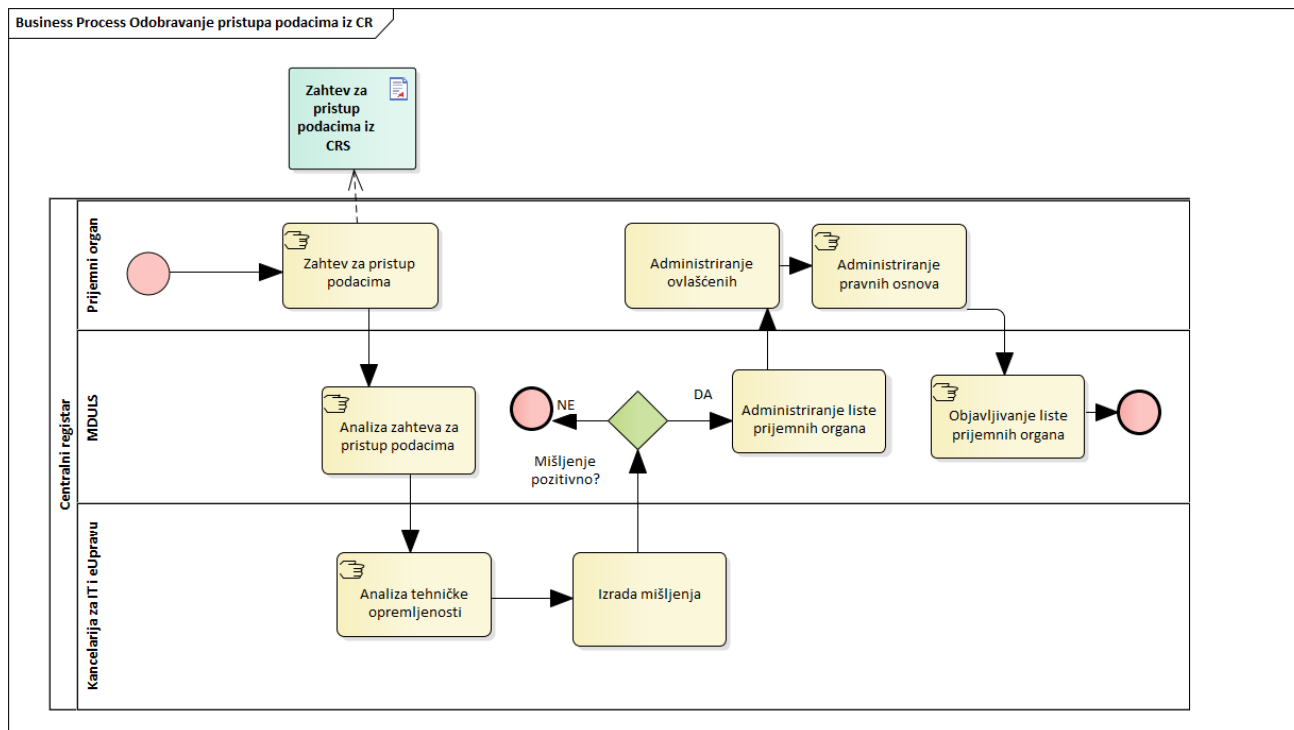 Business Process Odobravanje pristupa podacima iz CR
Zahtev za
pristup
podacima iz
CRS
Centralni registar
Prijemni organ
Zahtev za pristup
podacima
Administriranje
ovlašćenih
Administriranje
pravnih osnova
MDULS
Analiza zahteva za
pristup podacima
NE
DA
Mišljenje
pozitivno?
Administriranje liste
prijemnih organa
Objavljivanje liste
prijemnih organa
Kancelarija za IT i eUpravu
Analiza tehničke
opremljenosti
Izrada mišljenja